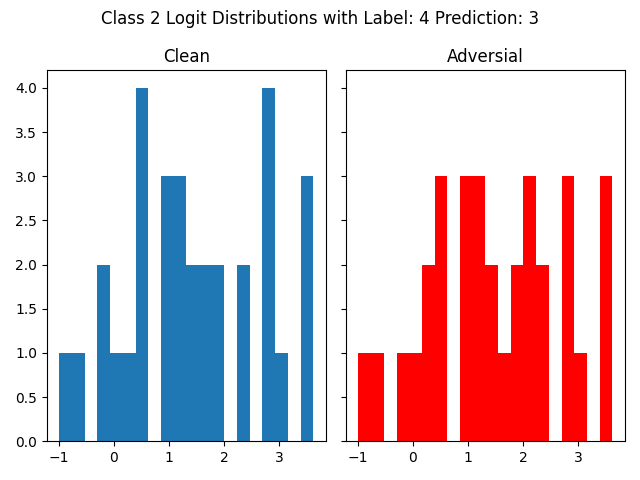 Class 2 Logit Distributions with Label: 4 Prediction: 3
Clean
Adversial
4.0
3.5
3.0
2.5
2.0
1.5
1.0
0.5
0.0
−1 0 1 2 3
−1 0 1 2 3